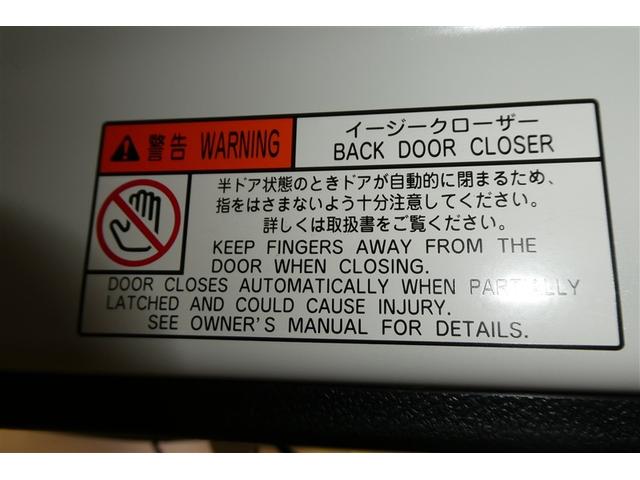 警告 WARNING
イージークローザー
BACK DOOR CLOSER
半ドア状態のときドアが自動的に閉まるため、
指をはさまないよう十分注意してください。
詳しくは取扱書をご覧ください。
KEEP FINGERS AWAY FROM THE
DOOR WHEN CLOSING.
DOOR CLOSES AUTOMATICALLY WHEN PARTIALLY
LATCHED AND COULD CAUSE INJURY.
SEE OWNER'S MANUAL FOR DETAILS.